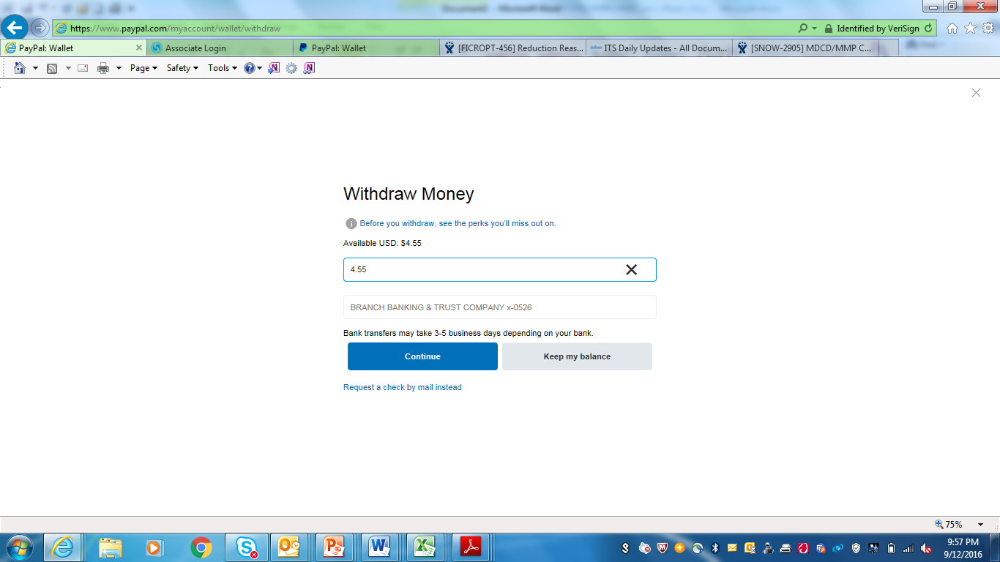 https://www.paypal.com/myaccount/wallet/withdraw
Identified by VeriSign
PayPal: Wallet
Associate Login
PayPal: Wallet
[FICROPT-456] Reduction Reas...
ITS Daily Updates - All Docum...
[SNOW-2905] MDCD/MMP C...
Page
Safety
Tools
Withdraw Money
Before you withdraw, see the perks you'll miss out on.
Available USD: $4.55
4.55
BRANCH BANKING & TRUST COMPANY x-0526
Bank transfers may take 3-5 business days depending on your bank.
Continue
Keep my balance
Request a check by mail instead
75%
9:57 PM
9/12/2016